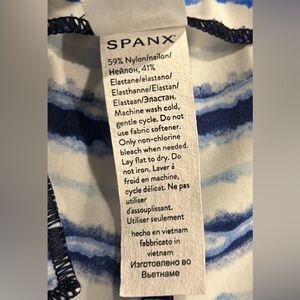 SPANX®
59% Nylon/nailon/
Нейлон, 41%
Elastane/elastano/
Elasthanne/Elastan/
Elastaan/Эластан.
Machine wash cold,
gentle cycle. Do not
use fabric softener.
Only non-chlorine
bleach when needed.
Lay flat to dry. Do
not iron. Laver à
froid en machine,
cycle délicat. Ne pas
utiliser
d'assouplissant.
Utiliser seulement
hecho en vietnam
fabbricato in
vietnam
Изготовлено во
Вьетнаме